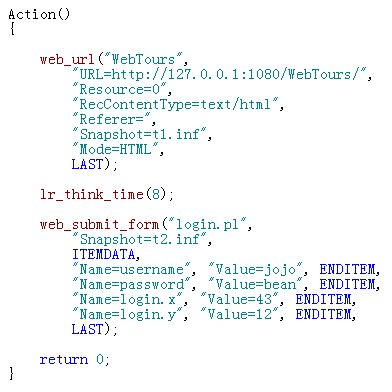 Action()
{
web_url("WebTours",
"URL=http://127.0.0.1:1080/WebTours/",
"Resource=0",
"RecContentType=text/html",
"Referer=",
"Snapshot=t1.inf",
"Mode=HTML",
LAST);
lr_think_time(8);
web_submit_form("login.pl",
"Snapshot=t2.inf",
ITEMDATA,
"Name=username", "Value=jojo", ENDITEM,
"Name=password", "Value=bean", ENDITEM,
"Name=login.x", "Value=43", ENDITEM,
"Name=login.y", "Value=12", ENDITEM,
LAST);
return 0;
}